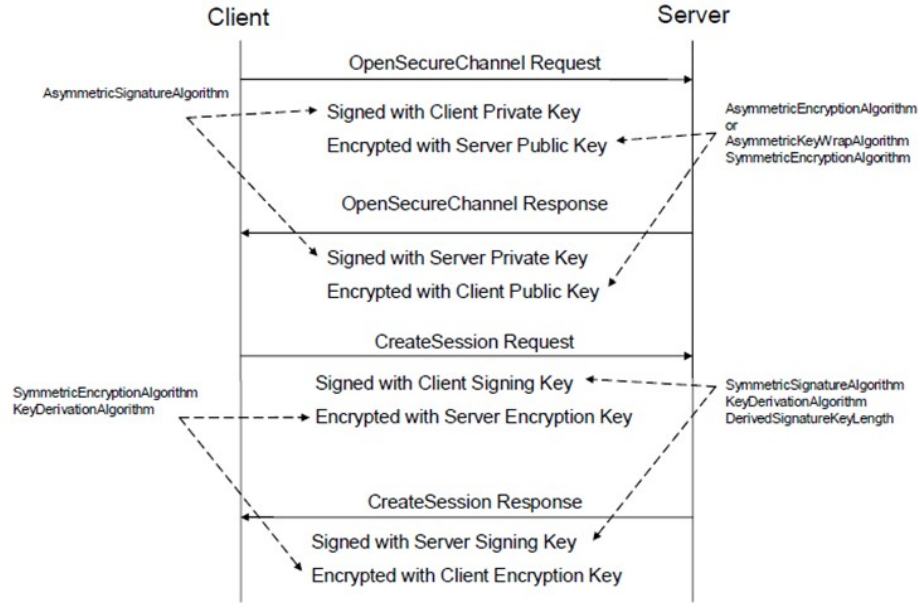 Client
Server
OpenSecureChannel Request
AsymmetricSignatureAlgorithm
Signed with Client Private Key
Encrypted with Server Public Key
AsymmetricEncryptionAlgorithm
or
AsymmetricKeyWrapAlgorithm
SymmetricEncryptionAlgorithm
OpenSecureChannel Response
Signed with Server Private Key
Encrypted with Client Public Key
CreateSession Request
Signed with Client Signing Key
SymmetricEncryptionAlgorithm
KeyDerivationAlgorithm
Encrypted with Server Encryption Key
SymmetricSignatureAlgorithm
KeyDerivationAlgorithm
DerivedSignatureKeyLength
CreateSession Response
Signed with Server Signing Key
Encrypted with Client Encryption Key